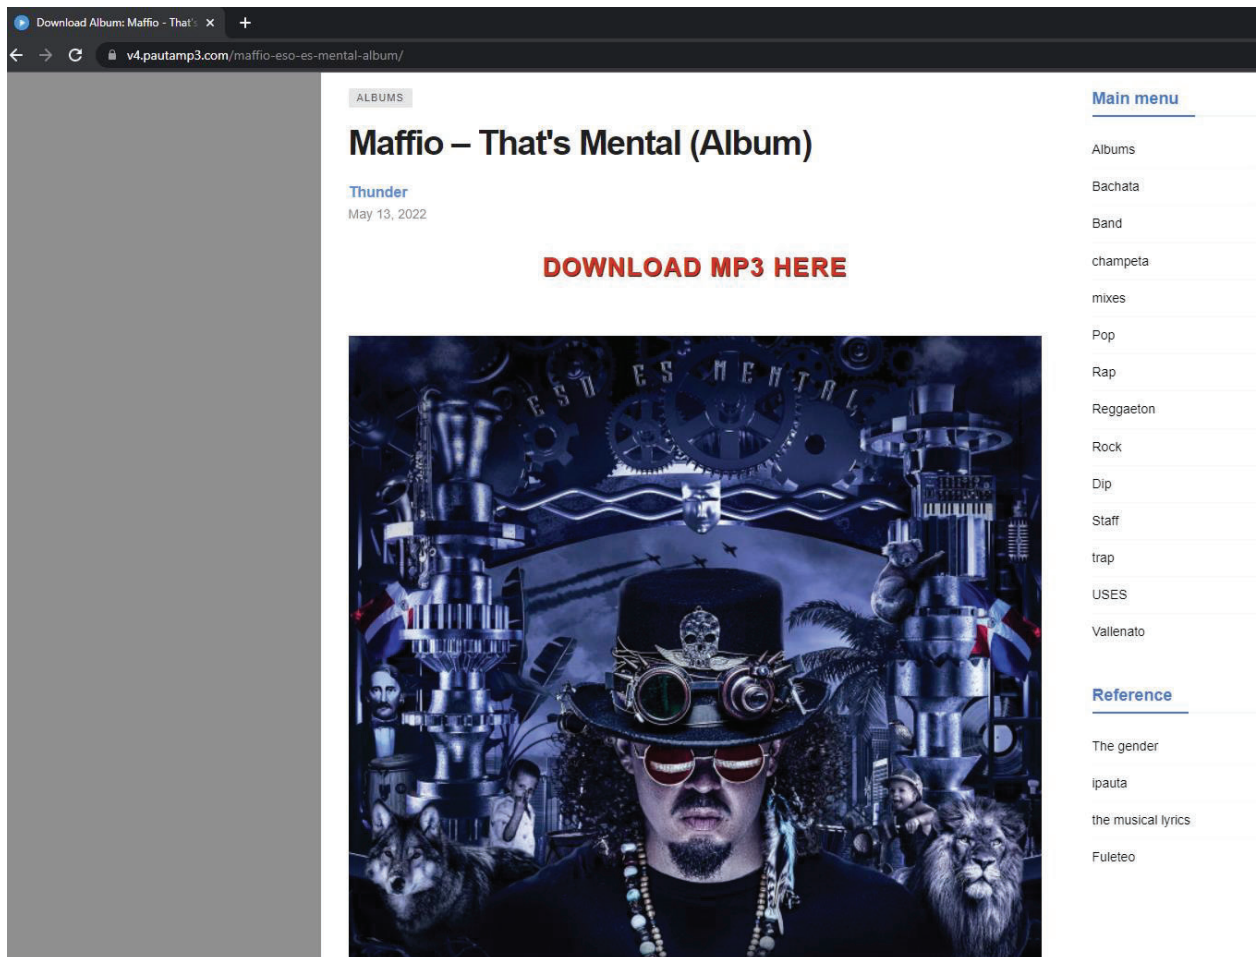 Download Album: Maffio - That's
v4.pautamp3.com/maffio-eso-es-mental-album/
ALBUMS
Maffio – That's Mental (Album)
Thunder
May 13, 2022
DOWNLOAD MP3 HERE
ESO ES MENTAL
Main menu
Albums
Bachata
Band
champeta
mixes
Pop
Rap
Reggaeton
Rock
Dip
Staff
trap
USES
Vallenato
Reference
The gender
ipauta
the musical lyrics
Fuleteo